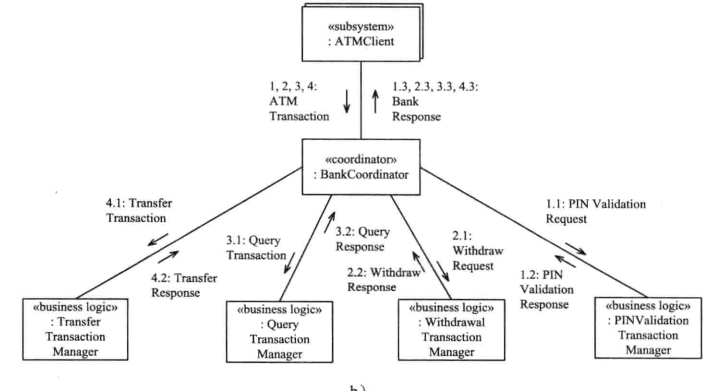 «subsystem»
: ATMClient
1, 2, 3, 4:
ATM
Transaction
1.3, 2.3, 3.3, 4.3:
Bank
Response
«coordinator»
: BankCoordinator
4.1: Transfer
Transaction
4.2: Transfer
Response
3.1: Query
Transaction
3.2: Query
Response
2.2: Withdraw
Response
2.1:
Withdraw
Request
1.1: PIN Validation
Request
1.2: PIN
Validation
Response
«business logic»
: Transfer
Transaction
Manager
«business logic»
: Query
Transaction
Manager
«business logic»
: Withdrawal
Transaction
Manager
«business logic»
: PINValidation
Transaction
Manager